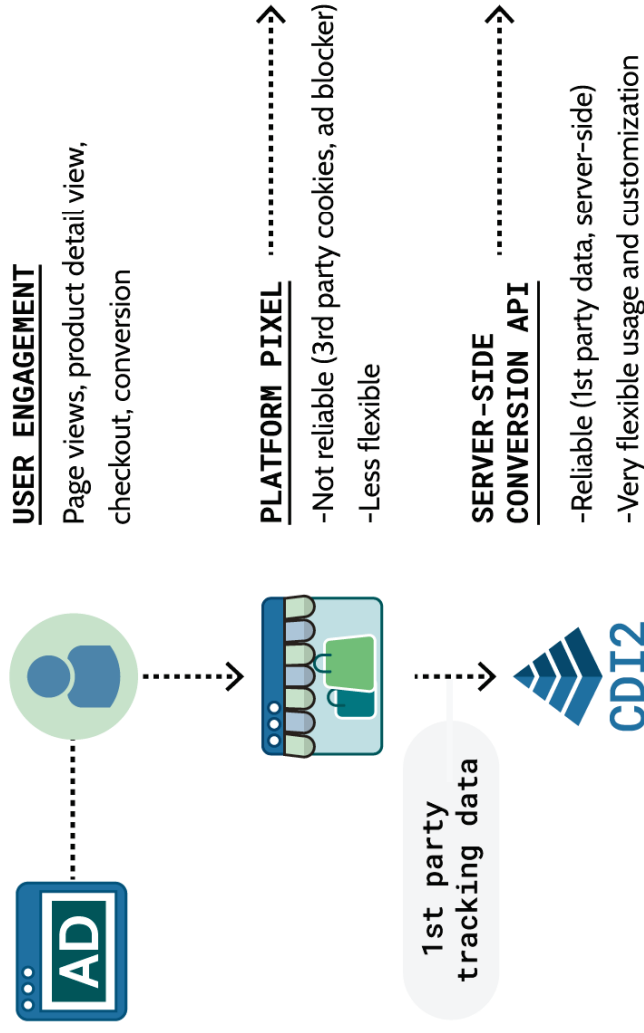 AD
USER ENGAGEMENT
Page views, product detail view,
checkout, conversion
PLATFORM PIXEL
-Not reliable (3rd party cookies, ad blocker)
-Less flexible
1st party
tracking data
SERVER-SIDE
CONVERSION API
-Reliable (1st party data, server-side)
-Very flexible usage and customization
CDI2